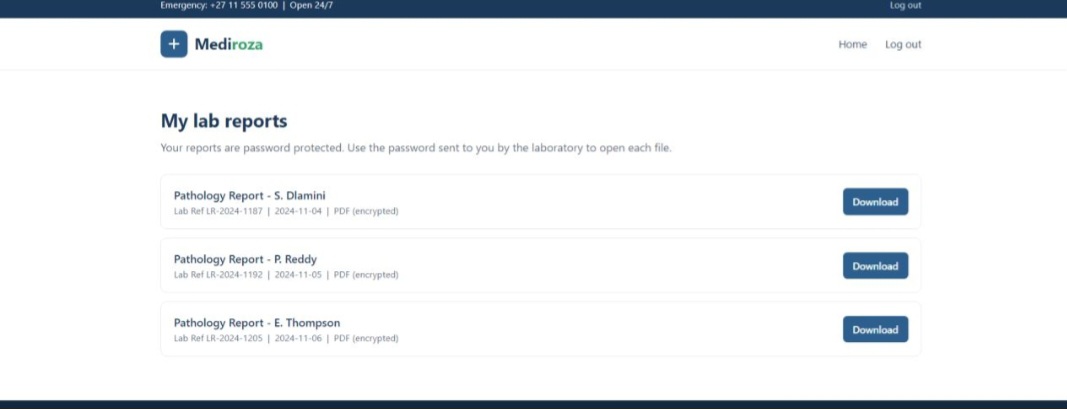 Emergency: +27 11 555 0100 | Open 24/7
Log out
Mediroza
Home
Log out
My lab reports
Your reports are password protected. Use the password sent to you by the laboratory to open each file.
Pathology Report - S. Dlamini
Lab Ref LR-2024-1187 | 2024-11-04 | PDF (encrypted)
Download
Pathology Report - P. Reddy
Lab Ref LR-2024-1192 | 2024-11-05 | PDF (encrypted)
Download
Pathology Report - E. Thompson
Lab Ref LR-2024-1205 | 2024-11-06 | PDF (encrypted)
Download